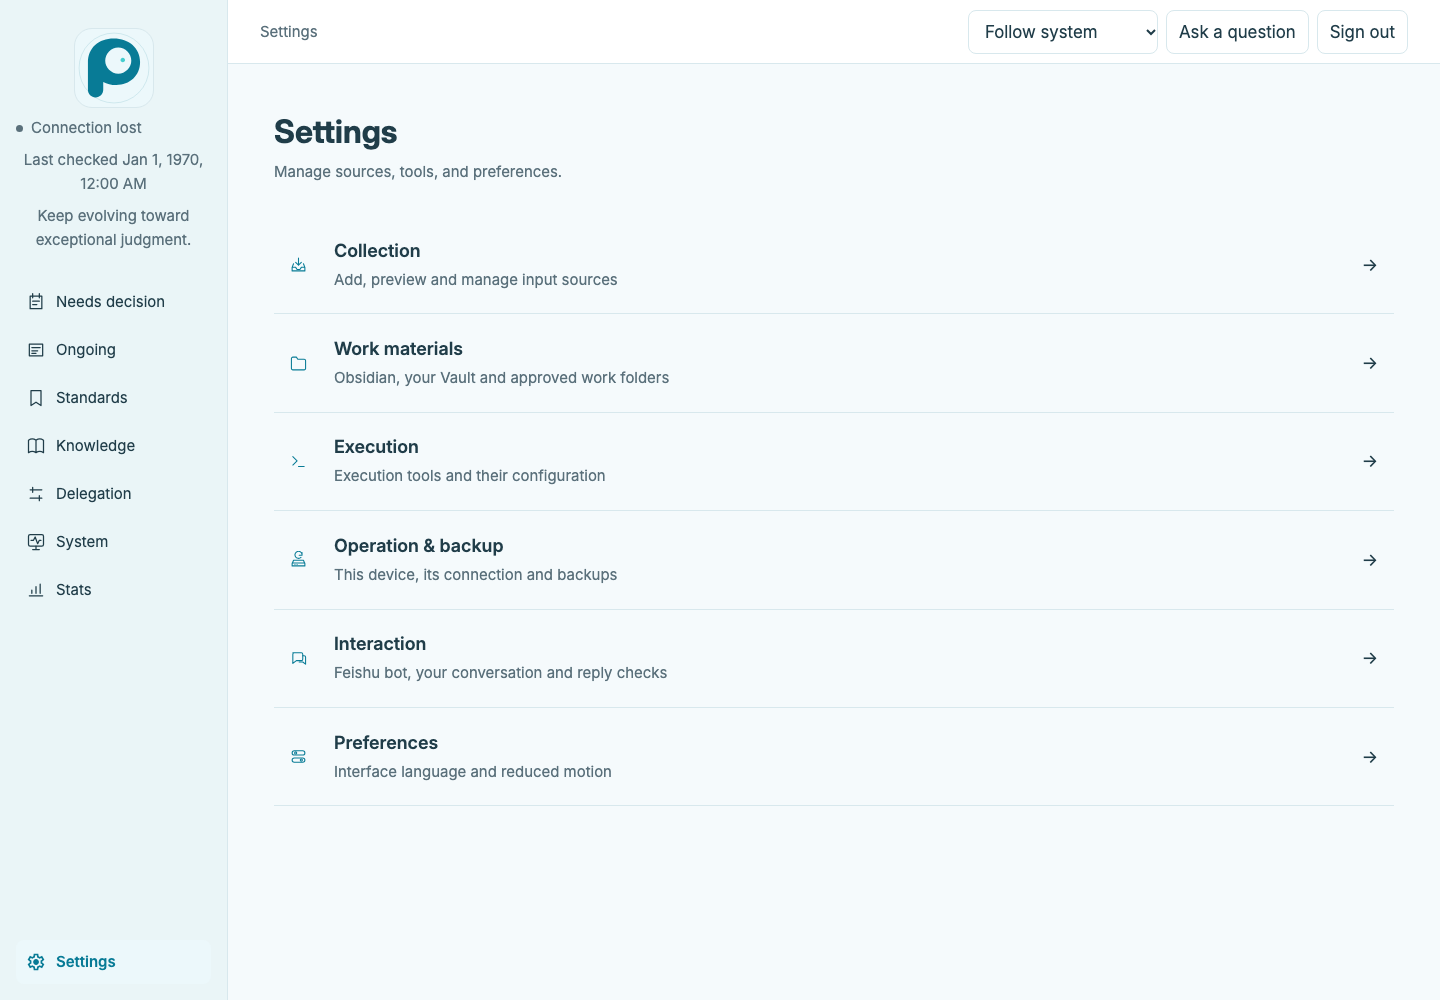 Connection lost
Last checked Jan 1, 1970,
12:00 AM
Keep evolving toward
exceptional judgment.
Needs decision
Ongoing
Standards
Knowledge
Delegation
System
Stats
Settings
Settings
Follow system
Ask a question
Sign out
Settings
Manage sources, tools, and preferences.
Collection
Add, preview and manage input sources
Work materials
Obsidian, your Vault and approved work folders
Execution
Execution tools and their configuration
Operation & backup
This device, its connection and backups
Interaction
Feishu bot, your conversation and reply checks
Preferences
Interface language and reduced motion